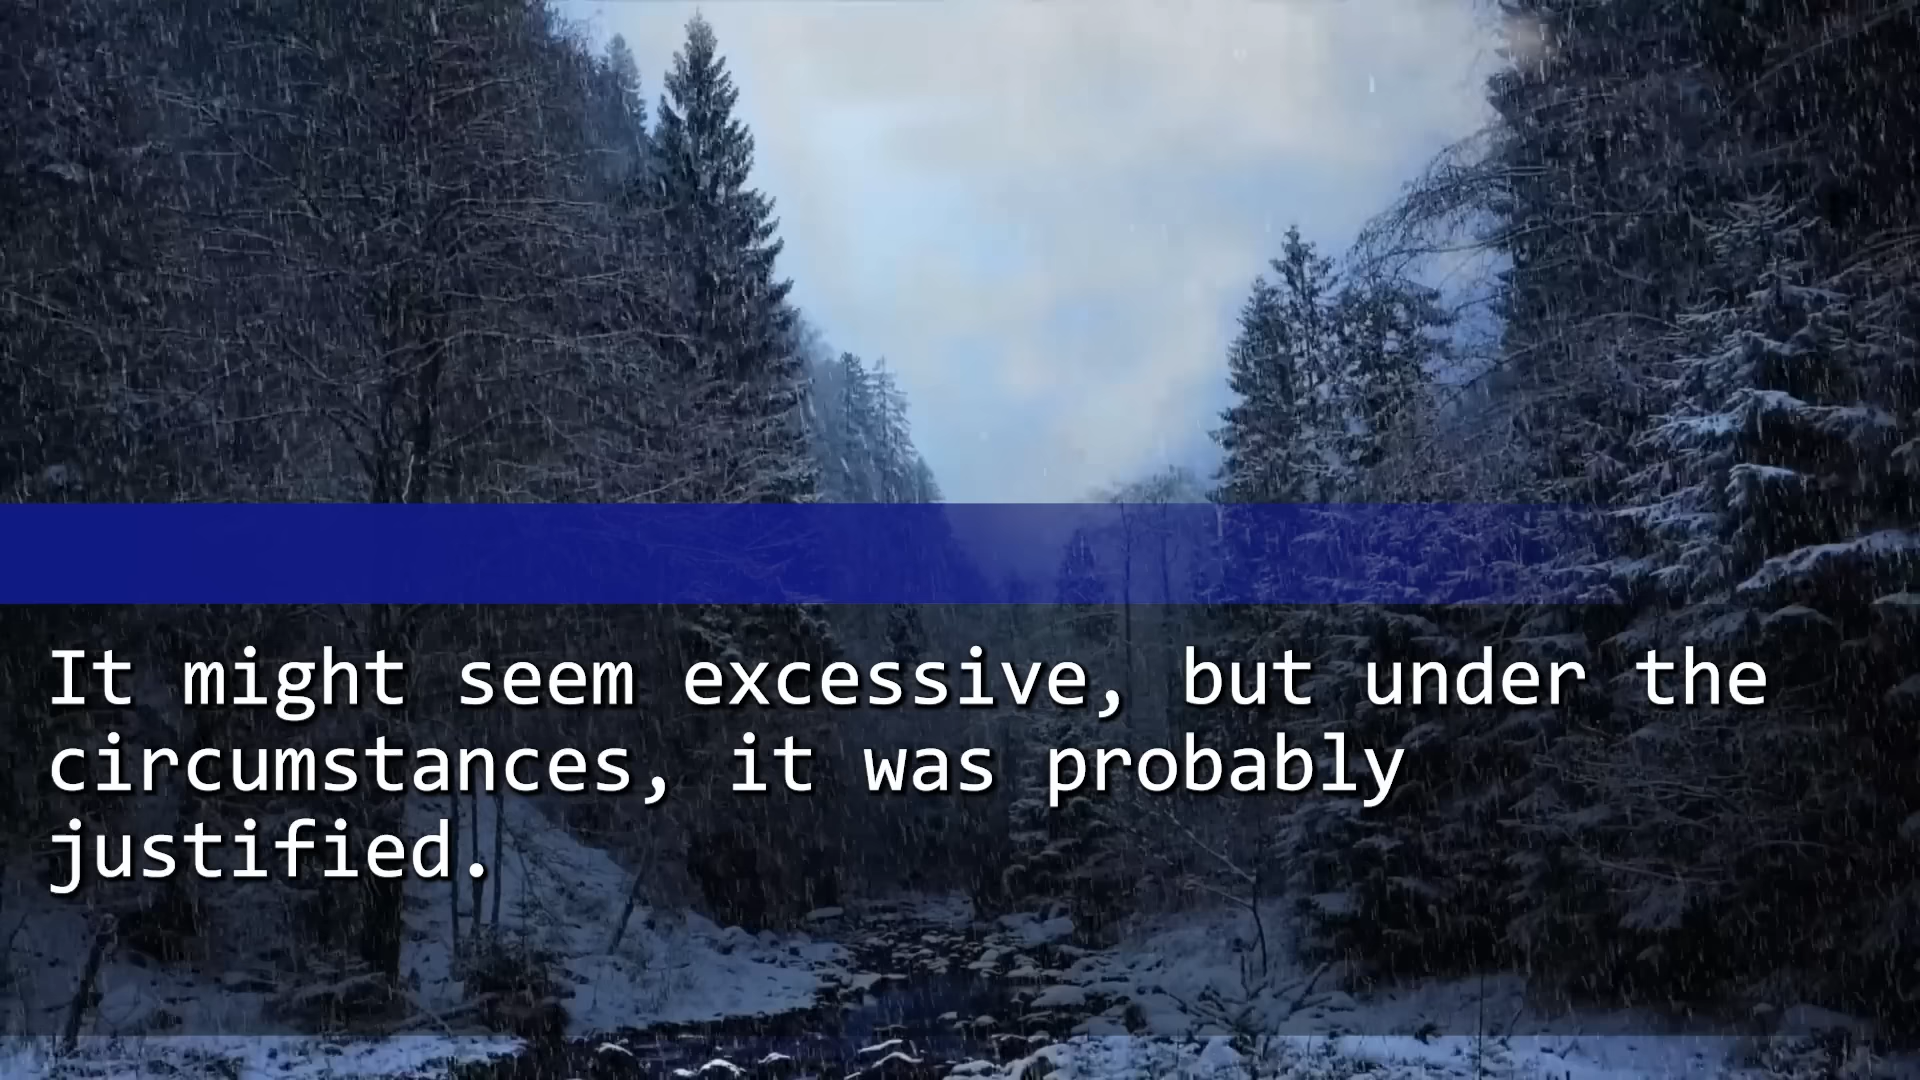 It might seem excessive, but under the
circumstances, it was probably
justified.